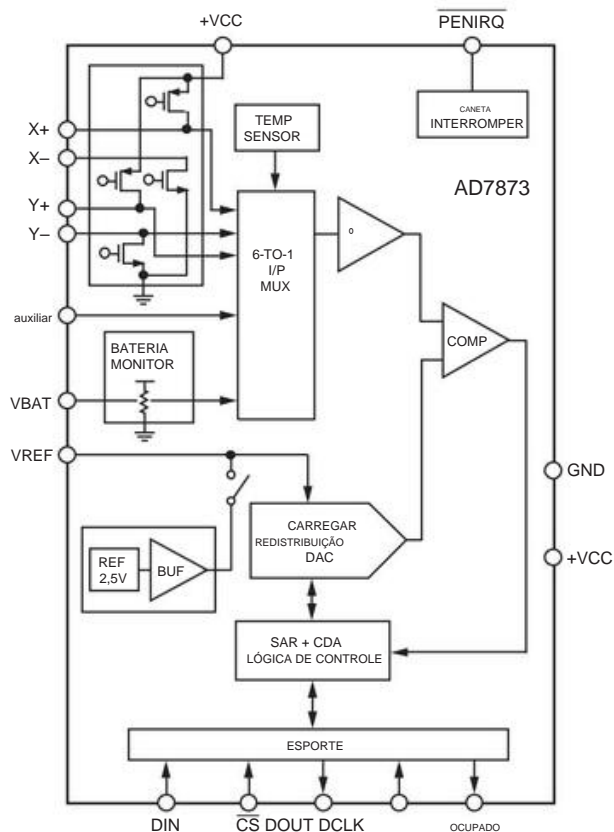 +VCC
PENIRQ
CANETA
INTERROMPER
TEMP
SENSOR
X+
X–
Y+
Y–
AD7873
6-TO-1
I/P
MUX
0
COMP
auxiliar
BATERIA
MONITOR
VBAT
VREF
GND
+VCC
CARREGAR
REDISTRIBUIÇÃO
DAC
REF
2,5V
BUF
SAR + CDA
LÓGICA DE CONTROLE
ESPORTE
DIN
CS DOUT DCLK
OCUPADO